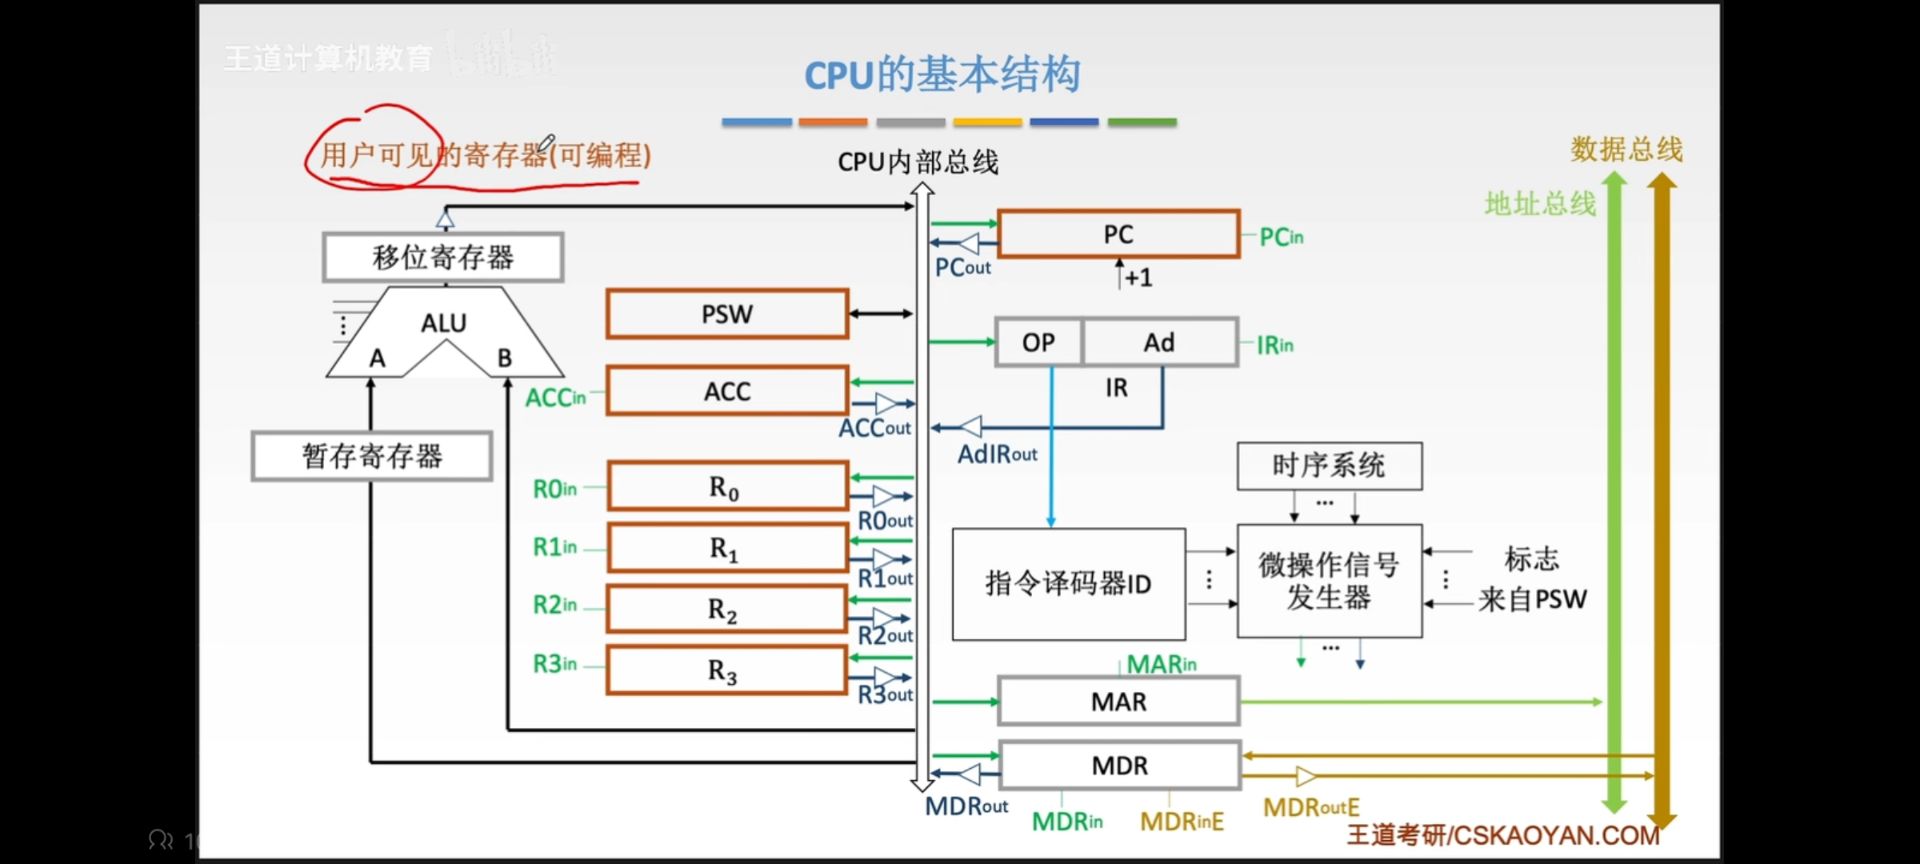 王道计算机教育
CPU的基本结构
用户可见的寄存器(可编程)
CPU内部总线
数据总线
地址总线
移位寄存器
ALU
A
B
暂存寄存器
PSW
ACC
ACCin
ACCout
R0
R0in
R0out
R1
R1in
R1out
R2
R2in
R2out
R3
R3in
R3out
PC
PCin
PCout
+1
OP
Ad
IR
IRin
AdIRout
时序系统
...
指令译码器ID
微操作信号
发生器
标志
来自PSW
...
MARin
MAR
MDR
MDRout
MDRin
MDRinE
MDRoutE
王道考研/CSKAOYAN.COM